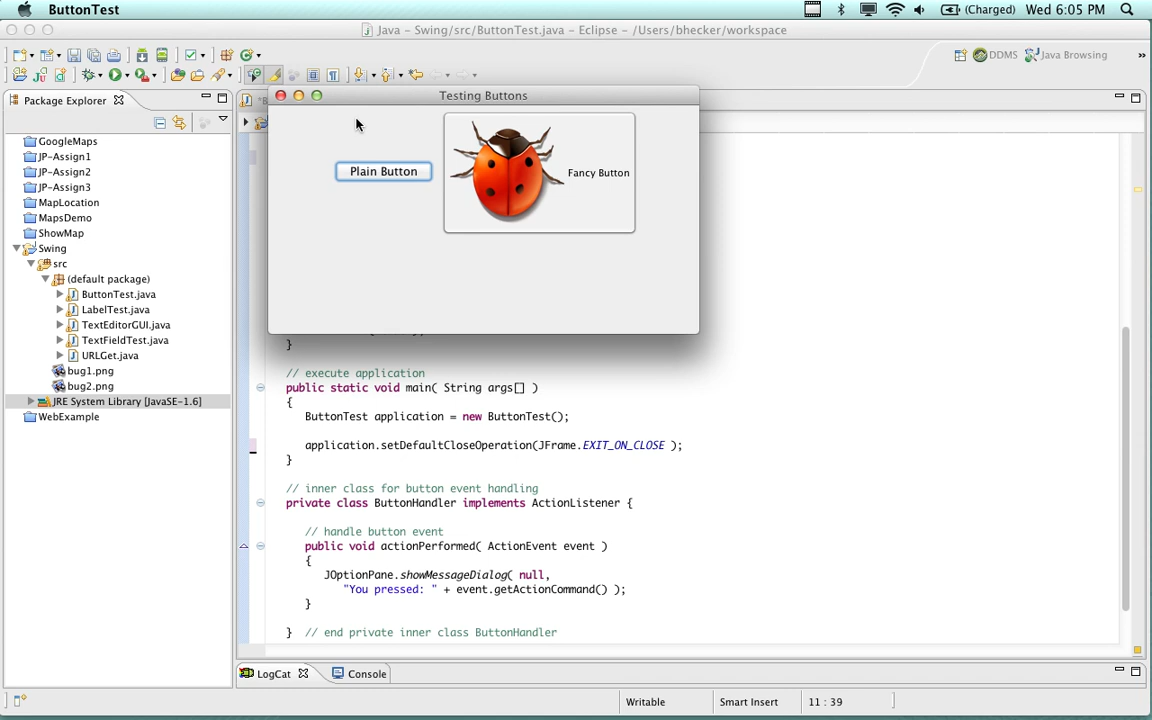 ButtonTest
(Charged) Wed 6:05 PM
Java - Swing/src/ButtonTest.java - Eclipse - /Users/bhecker/workspace
DDMS Java Browsing »
Package Explorer
Testing Buttons
GoogleMaps
JP-Assign1
JP-Assign2
JP-Assign3
MapLocation
MapsDemo
ShowMap
Swing
src
(default package)
ButtonTest.java
LabelTest.java
TextEditorGUI.java
TextFieldTest.java
URLGet.java
bug1.png
bug2.png
JRE System Library [JavaSE-1.6]
WebExample
Plain Button
Fancy Button
}
// execute application
public static void main( String args[] )
{
ButtonTest application = new ButtonTest();
application.setDefaultCloseOperation(JFrame.EXIT_ON_CLOSE );
}
// inner class for button event handling
private class ButtonHandler implements ActionListener {
// handle button event
public void actionPerformed( ActionEvent event )
{
JOptionPane.showMessageDialog( null,
"You pressed: " + event.getActionCommand() );
}
} // end private inner class ButtonHandler
LogCat
Console
Writable
Smart Insert
11 : 39